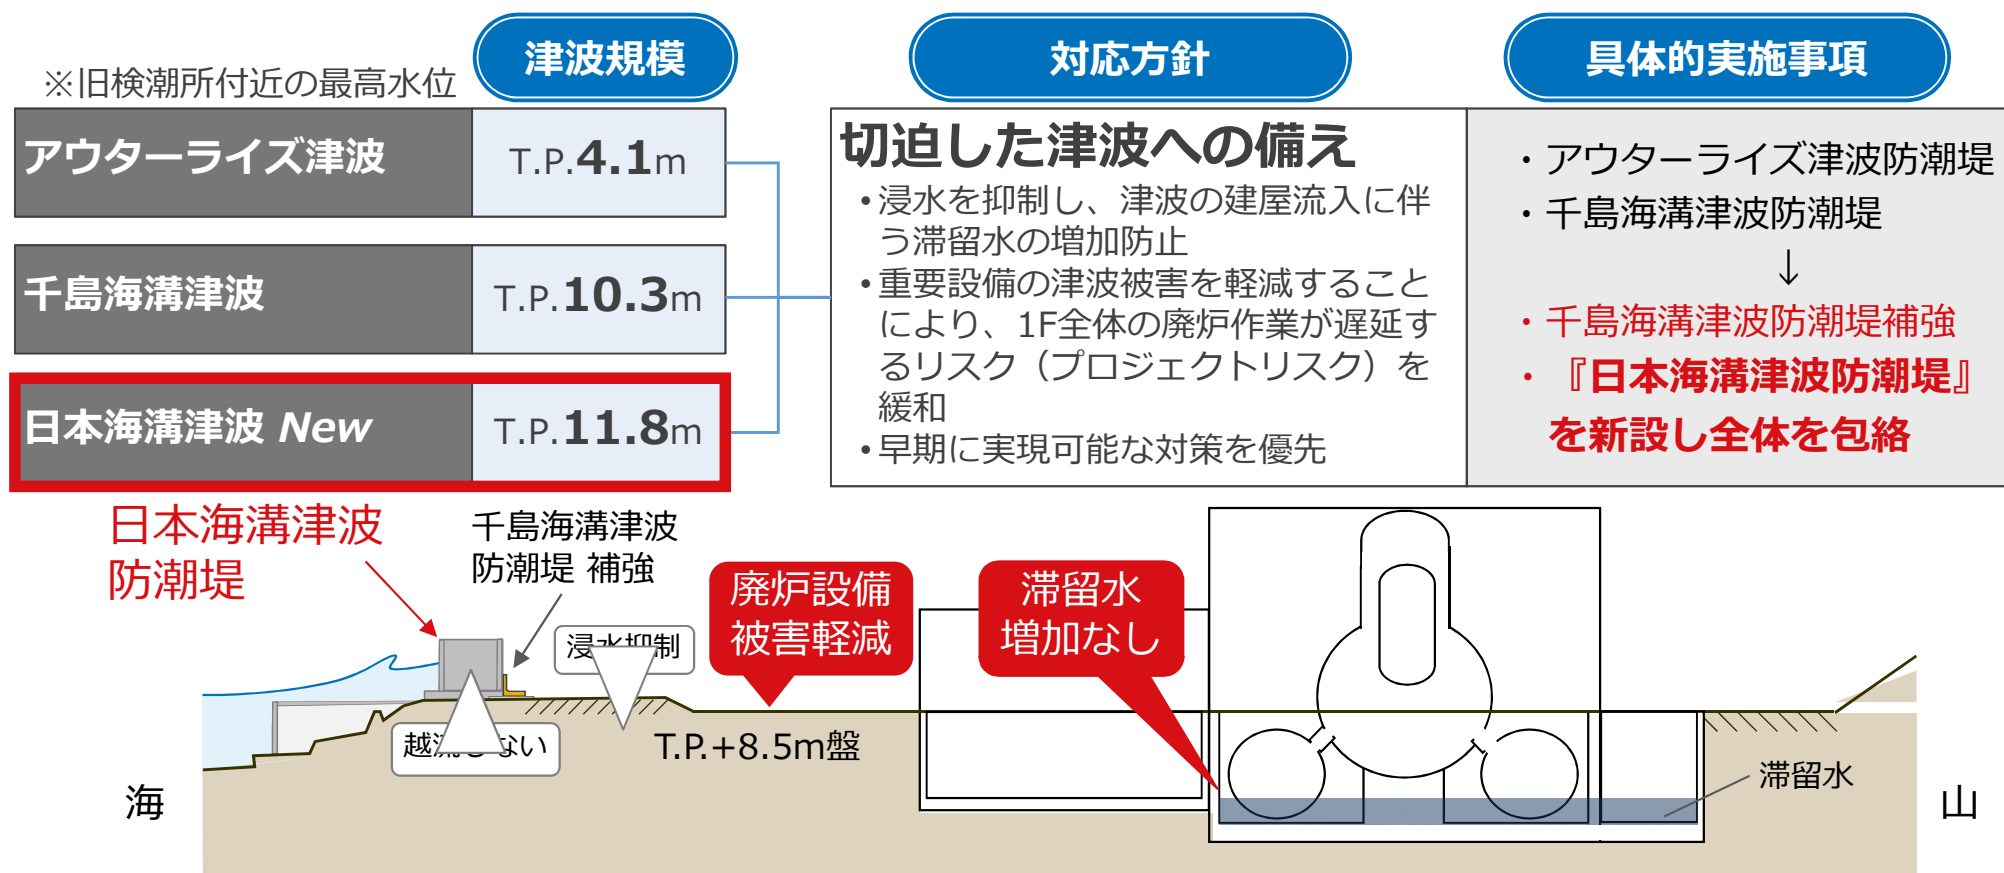 津波規模
対応方針
具体的実施事項
※旧検潮所付近の最高水位
アウターライズ津波
T.P.4.1m
千島海溝津波
T.P.10.3m
日本海溝津波 New
T.P.11.8m
切迫した津波への備え
•浸水を抑制し、津波の建屋流入に伴
う滞留水の増加防止
•重要設備の津波被害を軽減すること
により、1F全体の廃炉作業が遅延す
るリスク（プロジェクトリスク）を
緩和
•早期に実現可能な対策を優先
・アウターライズ津波防潮堤
・千島海溝津波防潮堤
↓
・千島海溝津波防潮堤補強
・『日本海溝津波防潮堤』
を新設し全体を包絡
日本海溝津波
防潮堤
千島海溝津波
防潮堤 補強
浸水抑制
廃炉設備
被害軽減
滞留水
増加なし
越流しない
T.P.+8.5m盤
滞留水
海
山